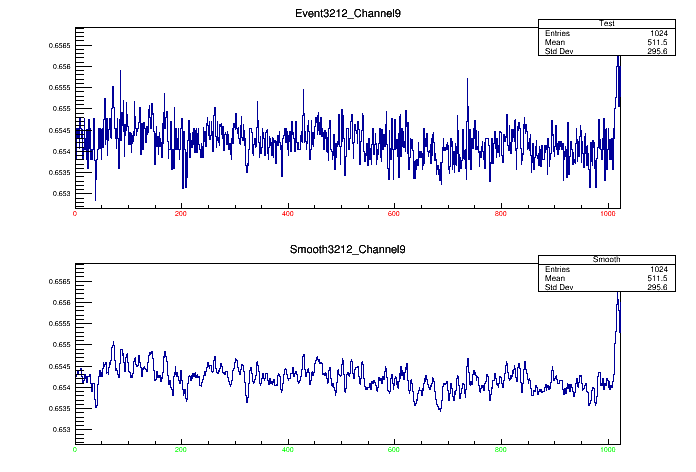 Event3212_Channel9
Test
Entries 1024
Mean 511.5
Std Dev 295.6
0.6565
0.656
0.6555
0.655
0.6545
0.654
0.6535
0.653
0 200 400 600 800 1000
Smooth3212_Channel9
Smooth
Entries 1024
Mean 511.5
Std Dev 295.6
0.6565
0.656
0.6555
0.655
0.6545
0.654
0.6535
0.653
0 200 400 600 800 1000